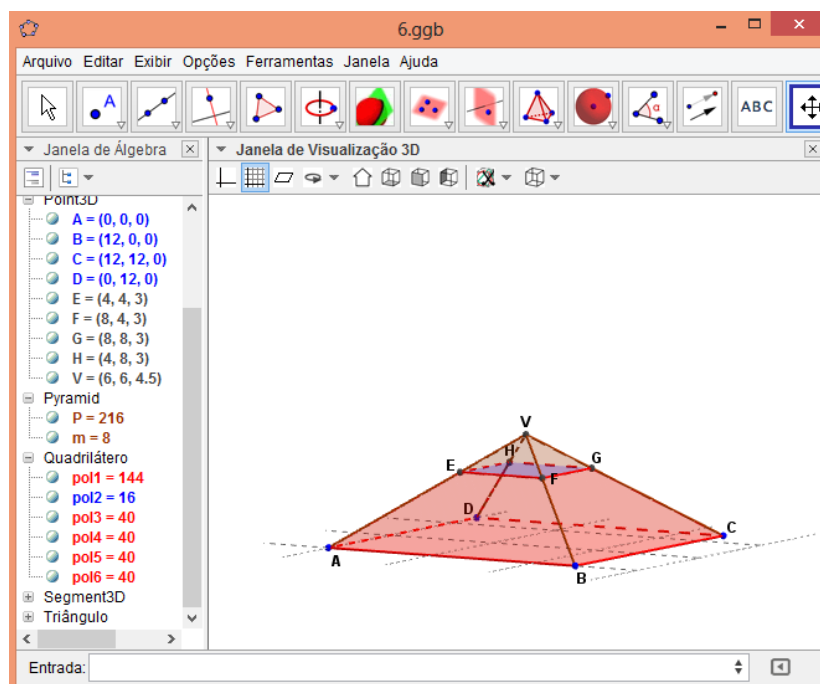 6.ggb
Arquivo Editar Exibir Opções Ferramentas Janela Ajuda
A
α
ABC
Janela de Álgebra
Janela de Visualização 3D
Point3D
A = (0, 0, 0)
B = (12, 0, 0)
C = (12, 12, 0)
D = (0, 12, 0)
E = (4, 4, 3)
F = (8, 4, 3)
G = (8, 8, 3)
H = (4, 8, 3)
V = (6, 6, 4.5)
Pyramid
P = 216
m = 8
Quadrilátero
pol1 = 144
pol2 = 16
pol3 = 40
pol4 = 40
pol5 = 40
pol6 = 40
Segment3D
Triângulo
V
H
G
E
F
D
C
A
B
Entrada: